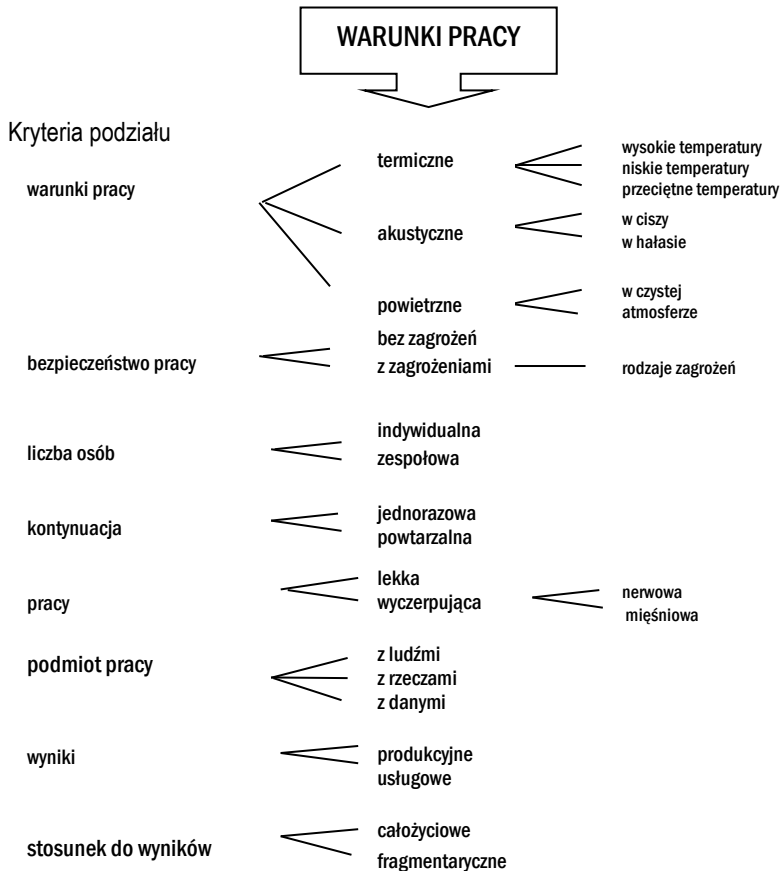 WARUNKI PRACY
Kryteria podziału
warunki pracy
termiczne
wysokie temperatury
niskie temperatury
przeciętne temperatury
akustyczne
w ciszy
w hałasie
powietrzne
w czystej
atmosferze
bezpieczeństwo pracy
bez zagrożeń
z zagrożeniami
rodzaje zagrożeń
liczba osób
indywidualna
zespołowa
kontynuacja
jednorazowa
powtarzalna
pracy
lekka
wyczerpująca
nerwowa
mięśniowa
podmiot pracy
z ludźmi
z rzeczami
z danymi
wyniki
produkcyjne
usługowe
stosunek do wyników
całożyciowe
fragmentaryczne